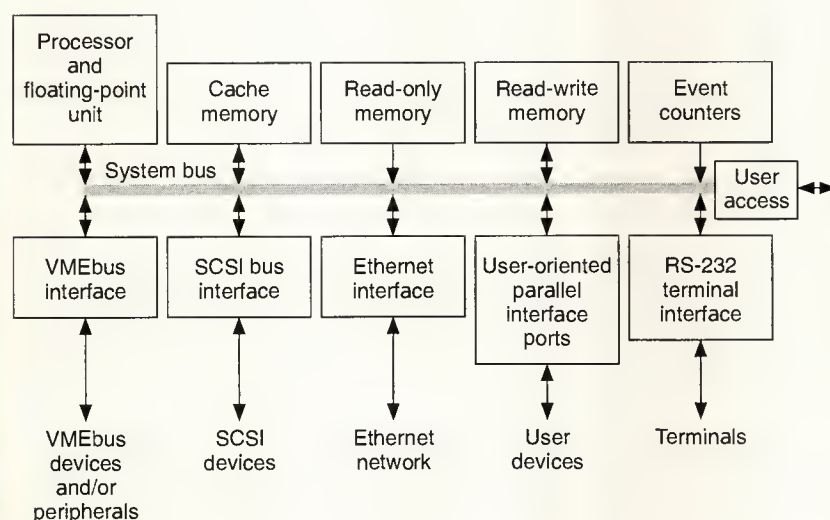 Processor
and
floating-point
unit
Cache
memory
Read-only
memory
Read-write
memory
Event
counters
System bus
User
access
VMEbus
interface
SCSI bus
interface
Ethernet
interface
User-oriented
parallel
interface
ports
RS-232
terminal
interface
VMEbus
devices
and/or
peripherals
SCSI
devices
Ethernet
network
User
devices
Terminals